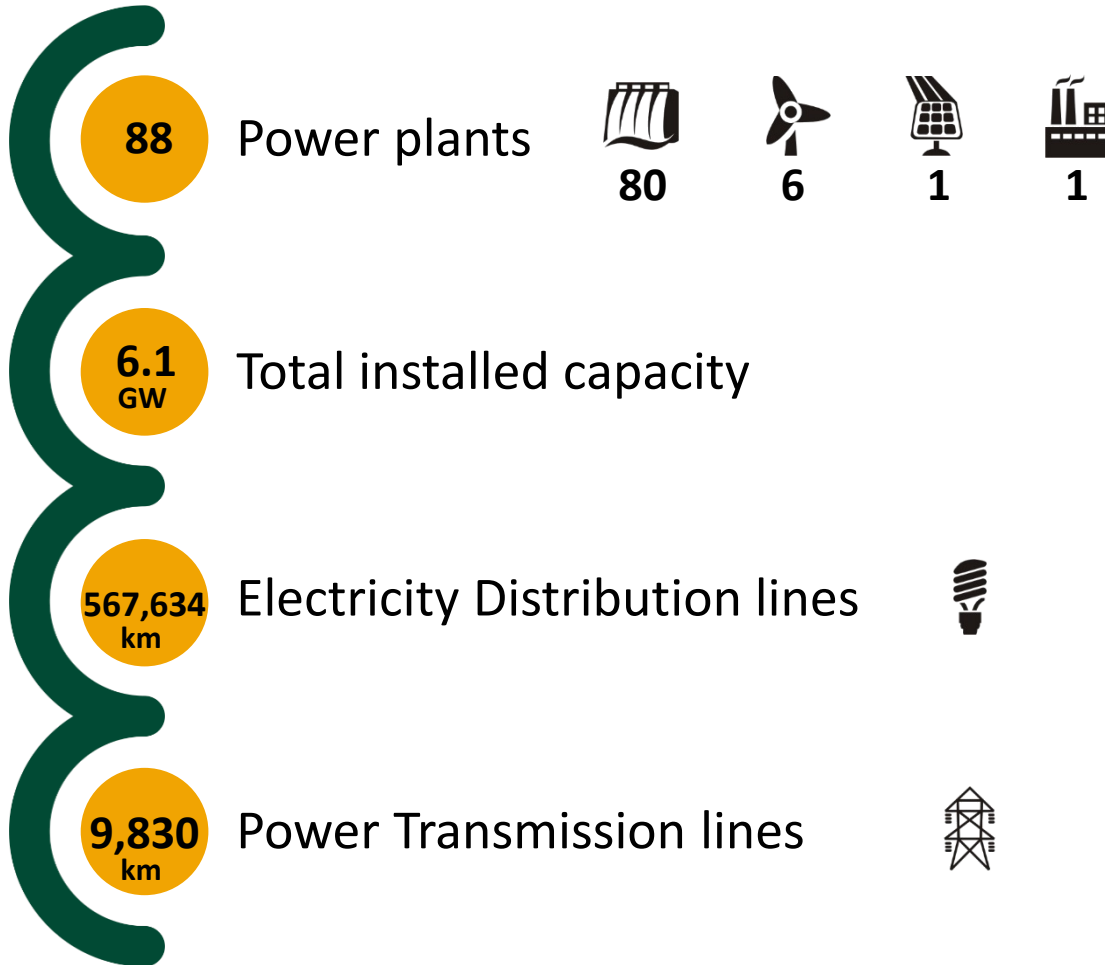 88
Power plants
80
6
1
1
6.1
GW
Total installed capacity
567,634
km
Electricity Distribution lines
9,830
km
Power Transmission lines